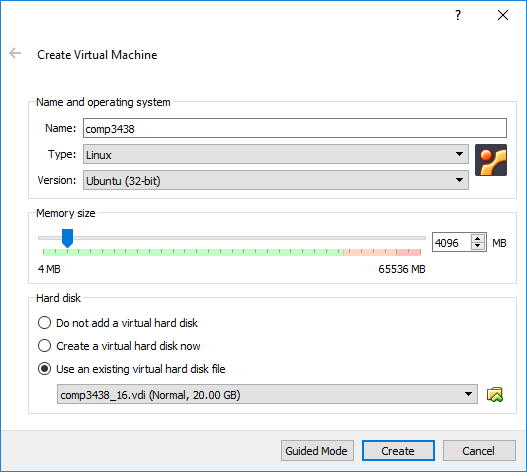 ?
Create Virtual Machine
Name and operating system
Name: comp3438
Type: Linux
Version: Ubuntu (32-bit)
Memory size
4096 MB
4 MB 65536 MB
Hard disk
Do not add a virtual hard disk
Create a virtual hard disk now
Use an existing virtual hard disk file
comp3438_16.vdi (Normal, 20.00 GB)
Guided Mode Create Cancel